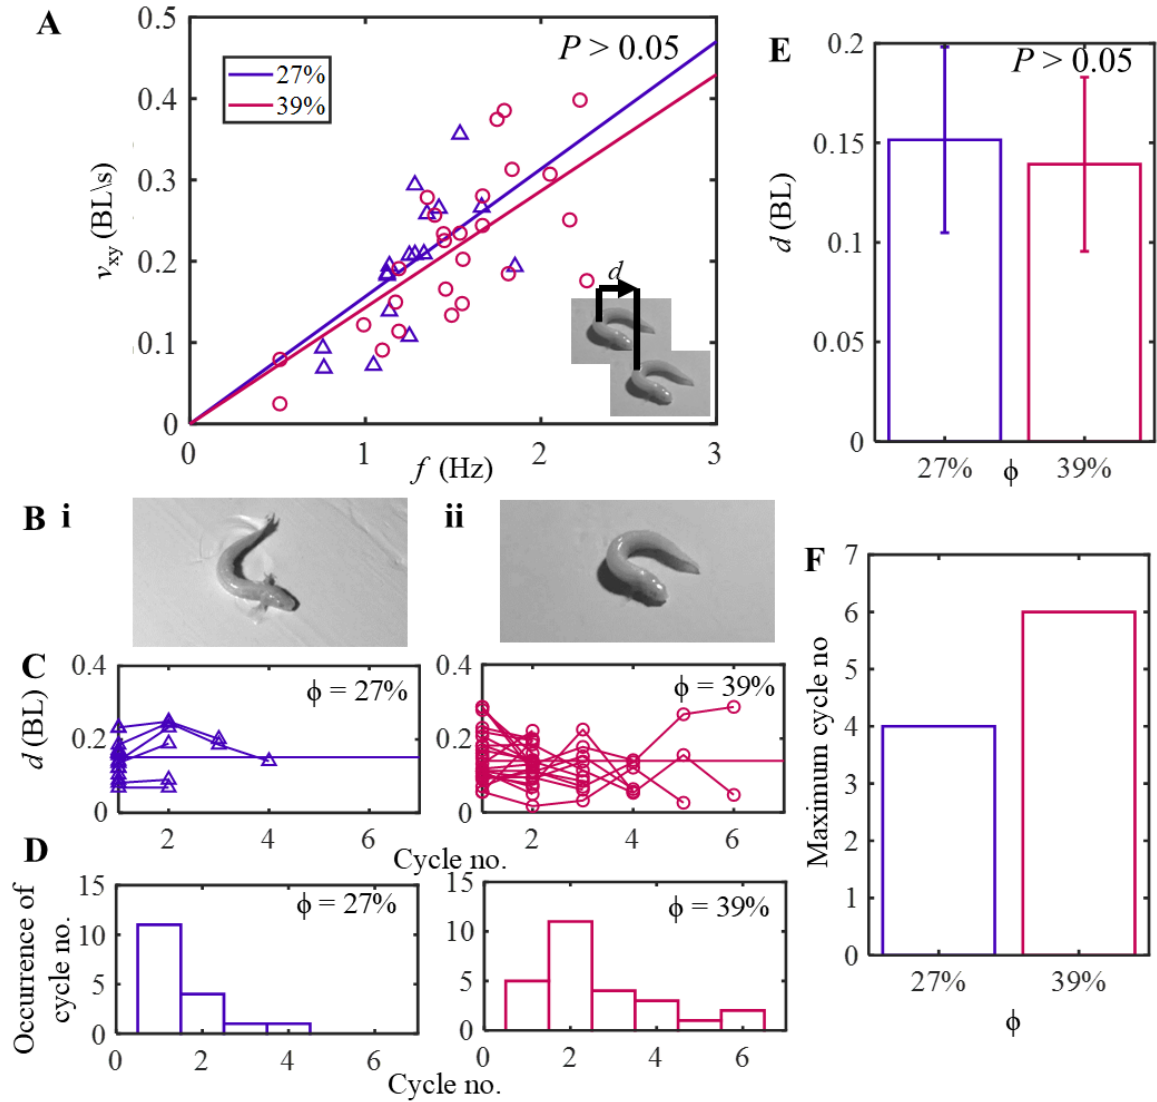 A
0.5
0.4
0.3
0.2
0.1
0
v_xy (BL\s)
27%
39%
P > 0.05
d
0
1
2
3
f (Hz)
E
0.2
0.15
0.1
0.05
0
d (BL)
P > 0.05
27%
ϕ
39%
B
i
ii
C
0.4
0.2
0
d (BL)
ϕ = 27%
2
4
6
0.4
0.2
0
ϕ = 39%
2
4
6
Cycle no.
D
15
10
5
0
Occurrence of
cycle no.
ϕ = 27%
0
2
4
6
15
10
5
0
ϕ = 39%
0
2
4
6
Cycle no.
F
7
6
5
4
3
2
1
0
Maximum cycle no
27%
39%
ϕ